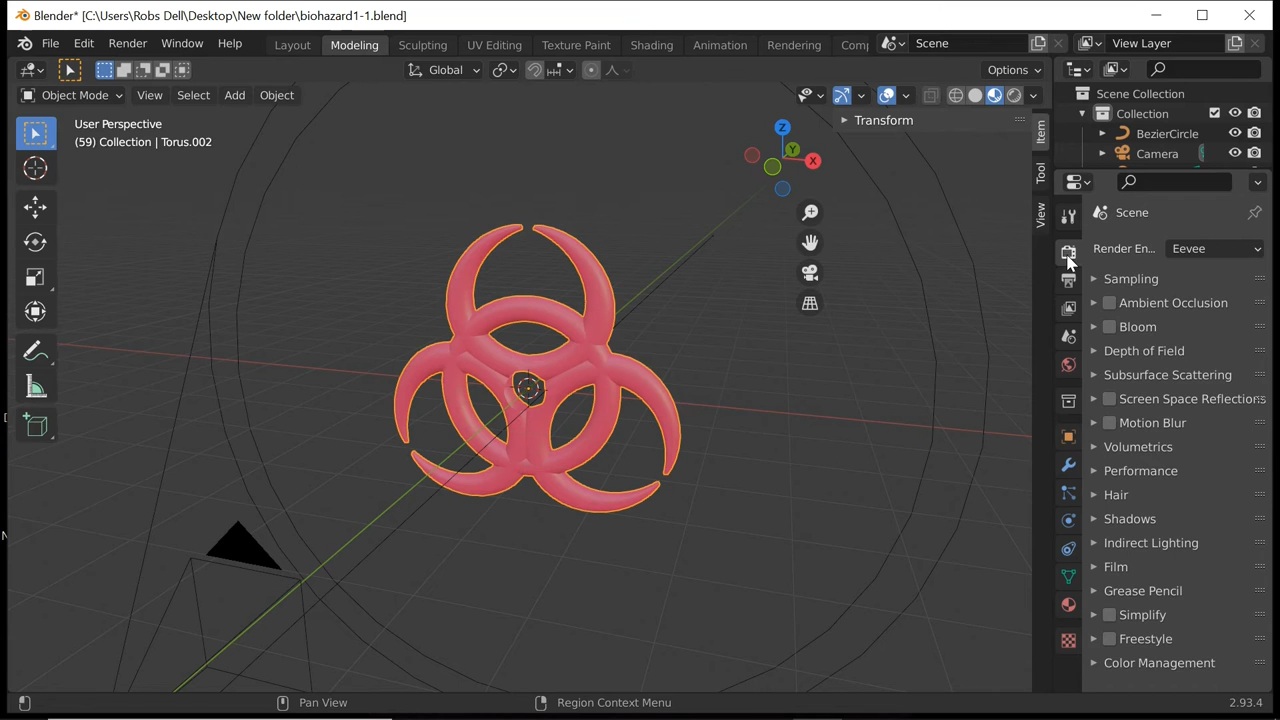 Blender* [C:\Users\Robs Dell\Desktop\New folder\biohazard1-1.blend]
File Edit Render Window Help Layout Modeling Sculpting UV Editing Texture Paint Shading Animation Rendering Comp Scene View Layer
Global Options
Object Mode View Select Add Object
Scene Collection
Collection
BezierCircle
Camera
User Perspective
(59) Collection | Torus.002
Transform
Item
Tool
View
Z
Y
X
Scene
Render En... Eevee
Sampling
Ambient Occlusion
Bloom
Depth of Field
Subsurface Scattering
Screen Space Reflections
Motion Blur
Volumetrics
Performance
Hair
Shadows
Indirect Lighting
Film
Grease Pencil
Simplify
Freestyle
Color Management
Pan View Region Context Menu 2.93.4